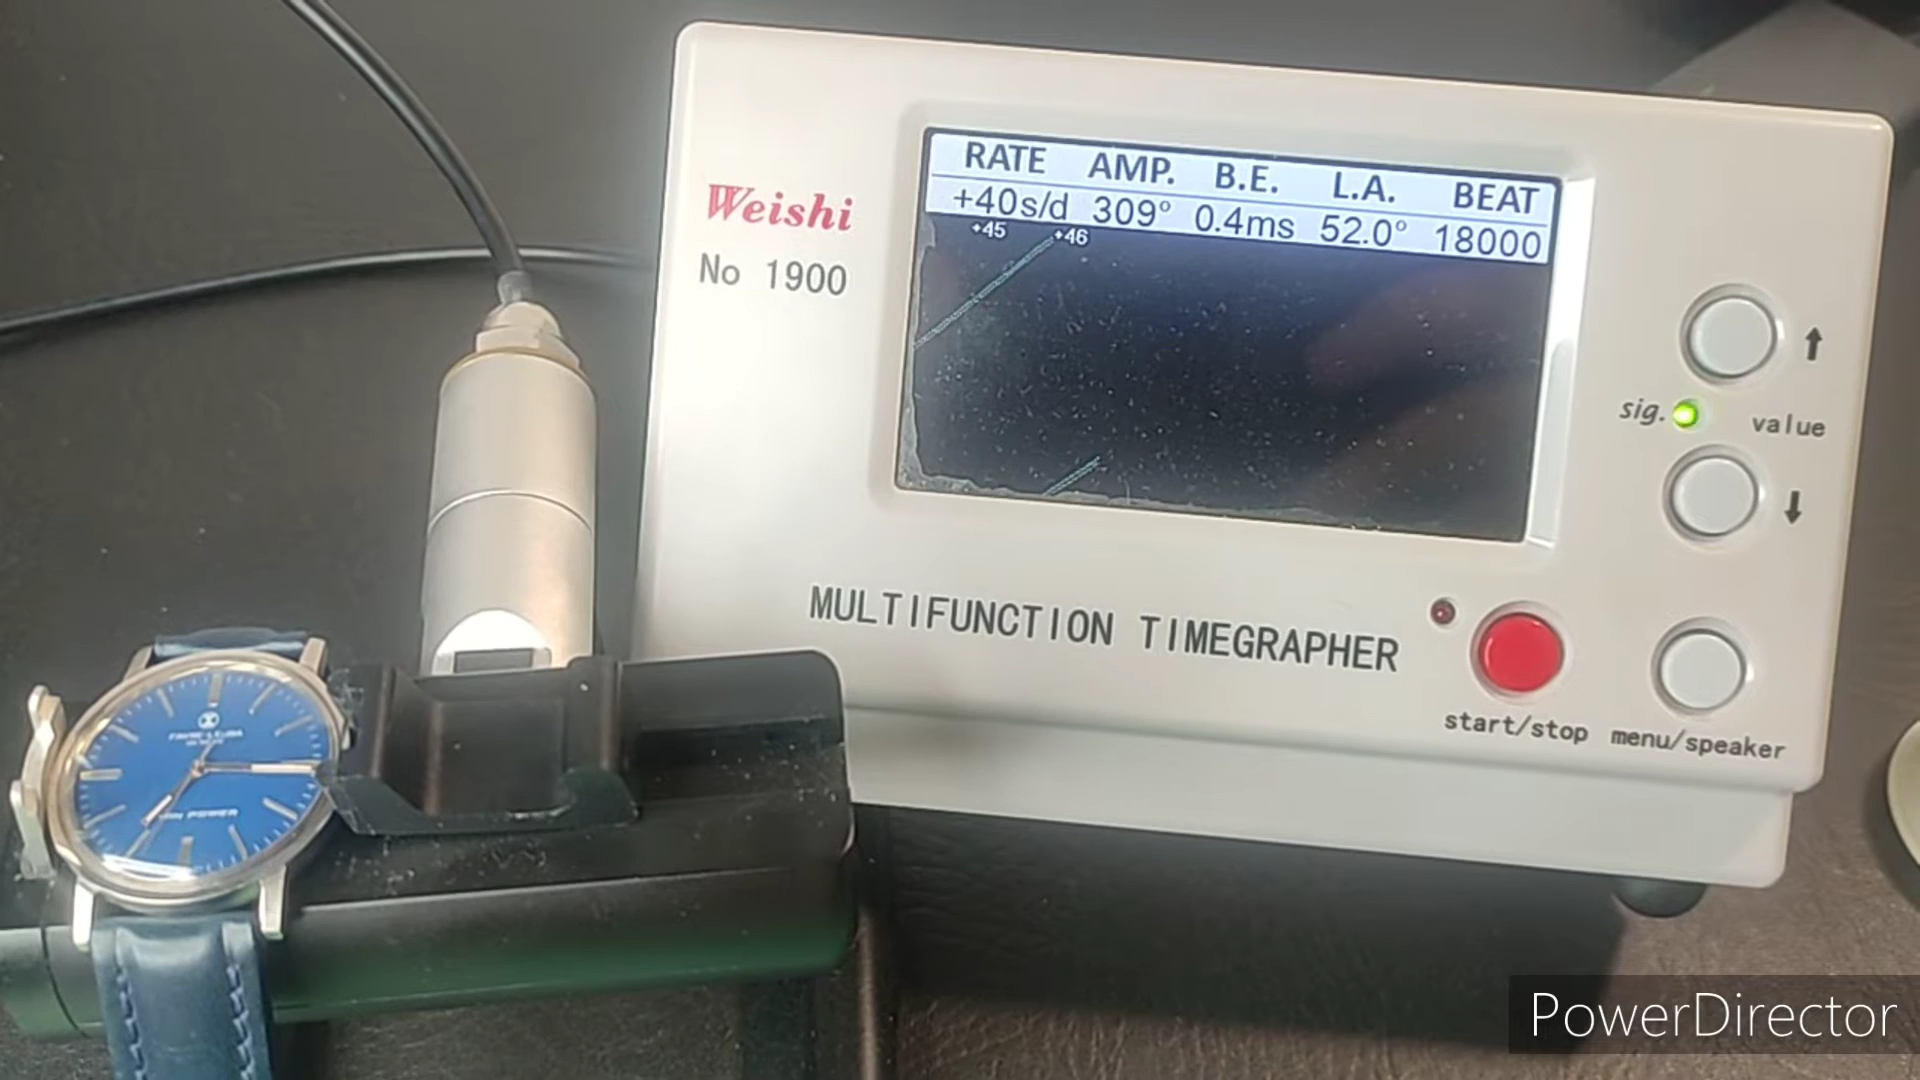 RATE AMP. B.E. L.A. BEAT
+40s/d 309° 0.4ms 52.0° 18000
+45 +46
Weishi
No 1900
sig.
value
MULTIFUNCTION TIMEGRAPHER
start/stop
menu/speaker
POWER
PowerDirector